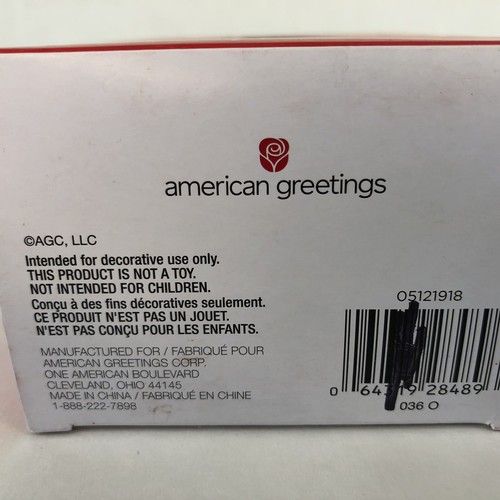 american greetings
©AGC, LLC
Intended for decorative use only.
THIS PRODUCT IS NOT A TOY.
NOT INTENDED FOR CHILDREN.
Conçu à des fins décoratives seulement.
CE PRODUIT N'EST PAS UN JOUET.
N'EST PAS CONÇU POUR LES ENFANTS.
MANUFACTURED FOR / FABRIQUÉ POUR
AMERICAN GREETINGS CORP.
ONE AMERICAN BOULEVARD
CLEVELAND, OHIO 44145
MADE IN CHINA / FABRIQUÉ EN CHINE
1-888-222-7898
05121918
0 28489
036 O